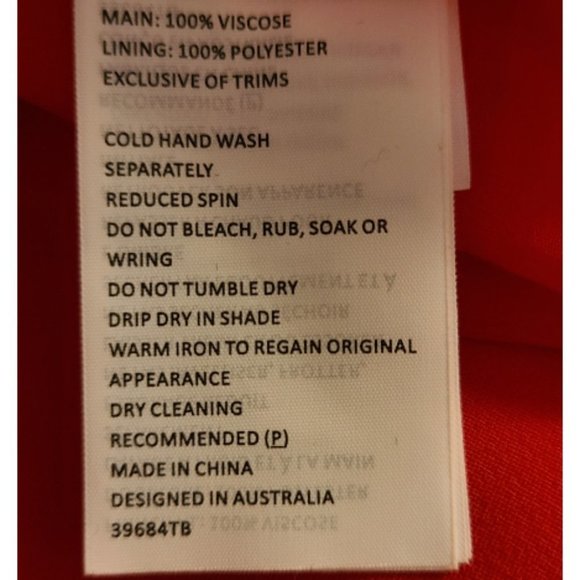 MAIN: 100% VISCOSE
LINING: 100% POLYESTER
EXCLUSIVE OF TRIMS
COLD HAND WASH
SEPARATELY
REDUCED SPIN
DO NOT BLEACH, RUB, SOAK OR
WRING
DO NOT TUMBLE DRY
DRIP DRY IN SHADE
WARM IRON TO REGAIN ORIGINAL
APPEARANCE
DRY CLEANING
RECOMMENDED (P)
MADE IN CHINA
DESIGNED IN AUSTRALIA
39684TB